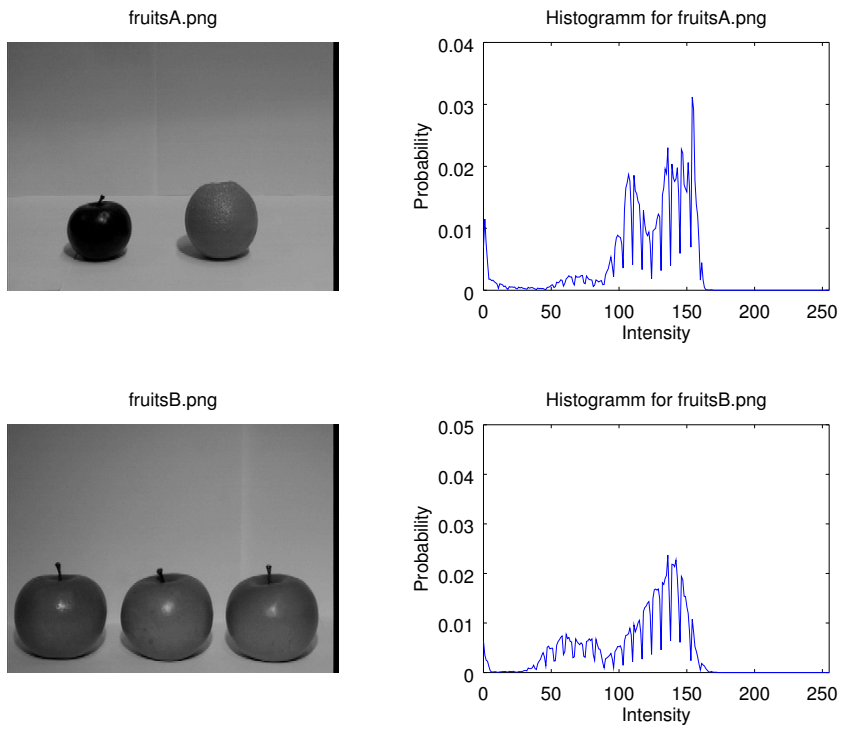 fruitsA.png
Histogramm for fruitsA.png
0.04
0.03
0.02
0.01
0
Probability
0 50 100 150 200 250
Intensity
fruitsB.png
Histogramm for fruitsB.png
0.05
0.04
0.03
0.02
0.01
0
Probability
0 50 100 150 200 250
Intensity